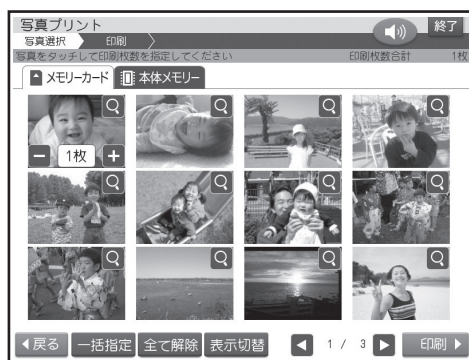 写真プリント
終了
写真選択 印刷
写真をタッチして印刷枚数を指定してください 印刷枚数合計 1枚
メモリーカード 本体メモリー
1枚
戻る 一括指定 全て解除 表示切替 1 / 3 印刷